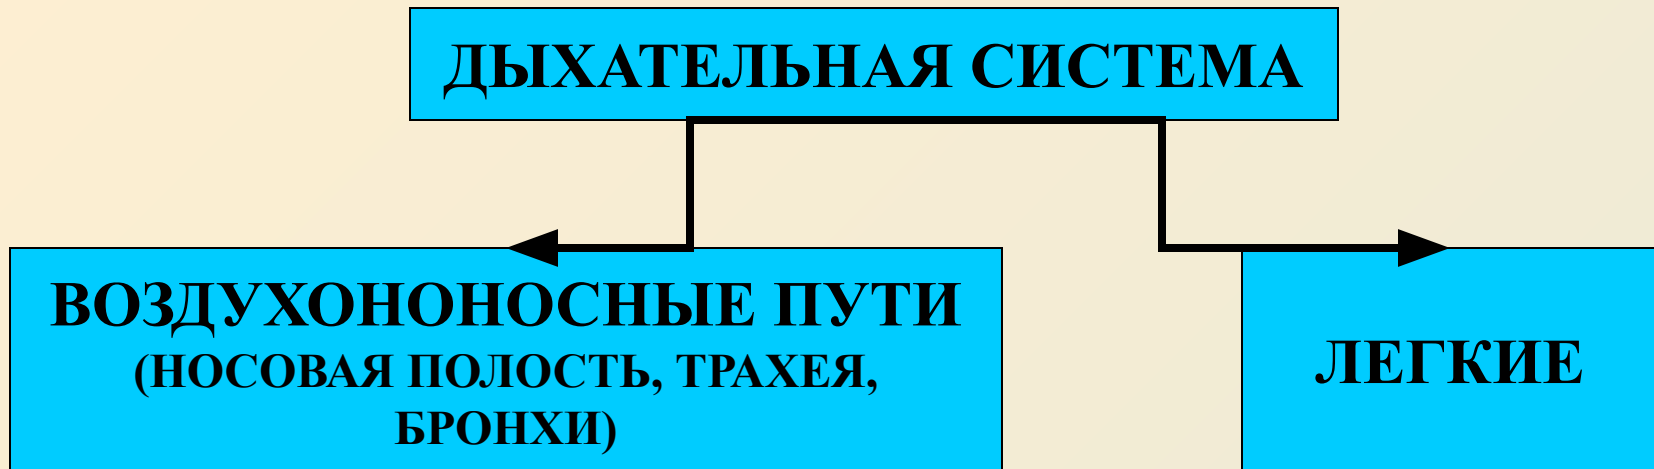 ДЫХАТЕЛЬНАЯ СИСТЕМА
ВОЗДУХОНОНОСНЫЕ ПУТИ
(НОСОВАЯ ПОЛОСТЬ, ТРАХЕЯ,
БРОНХИ)
ЛЕГКИЕ